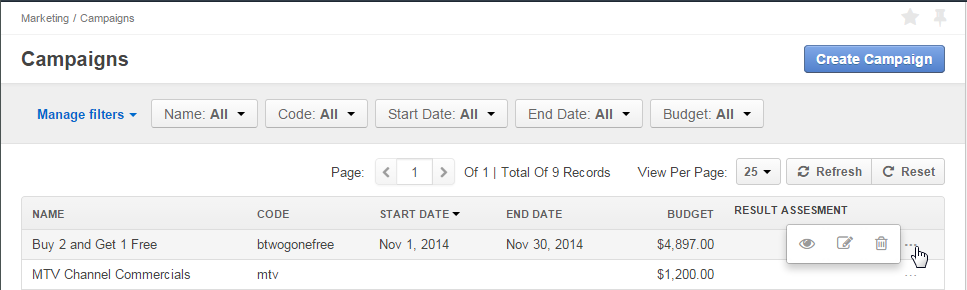 Marketing / Campaigns
Campaigns
Create Campaign
Manage filters Name: All Code: All Start Date: All End Date: All Budget: All
Page: 1 Of 1 | Total Of 9 Records View Per Page: 25 Refresh Reset
NAME CODE START DATE END DATE BUDGET RESULT ASSESMENT
Buy 2 and Get 1 Free btwogonefree Nov 1, 2014 Nov 30, 2014 $4,897.00 ...
MTV Channel Commercials mtv $1,200.00 ...